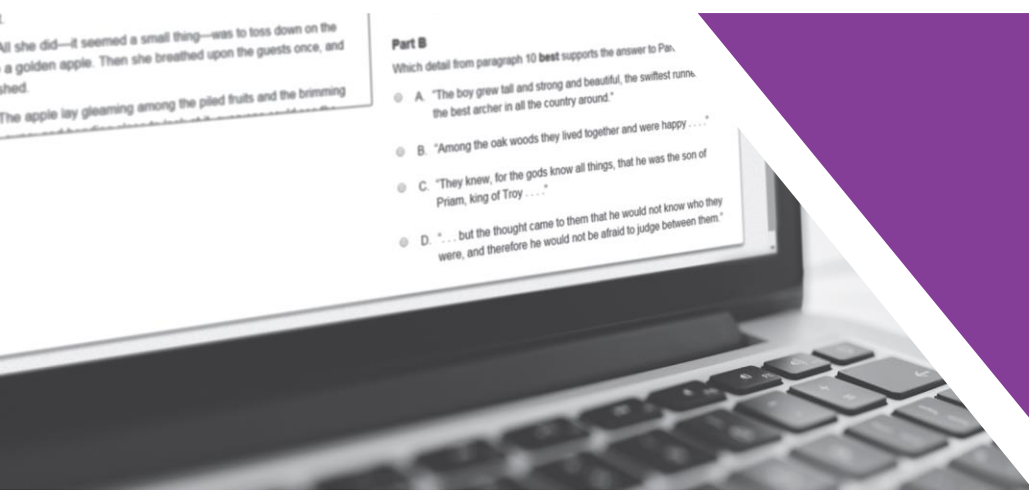 All she did—it seemed a small thing—was to toss down on the
a golden apple. Then she breathed upon the guests once, and
shed.
The apple lay gleaming among the piled fruits and the brimming
Part B
Which detail from paragraph 10 best supports the answer to
A. "The boy grew tall and strong and beautiful, the swiftest
the best archer in all the country around."
B. "Among the oak woods they lived together and were happy . . . ."
C. "They knew, for the gods know all things, that he was the son of
Priam, king of Troy . . . ."
D. ". . . but the thought came to them that he would not know who they
were, and therefore he would not be afraid to judge between them."